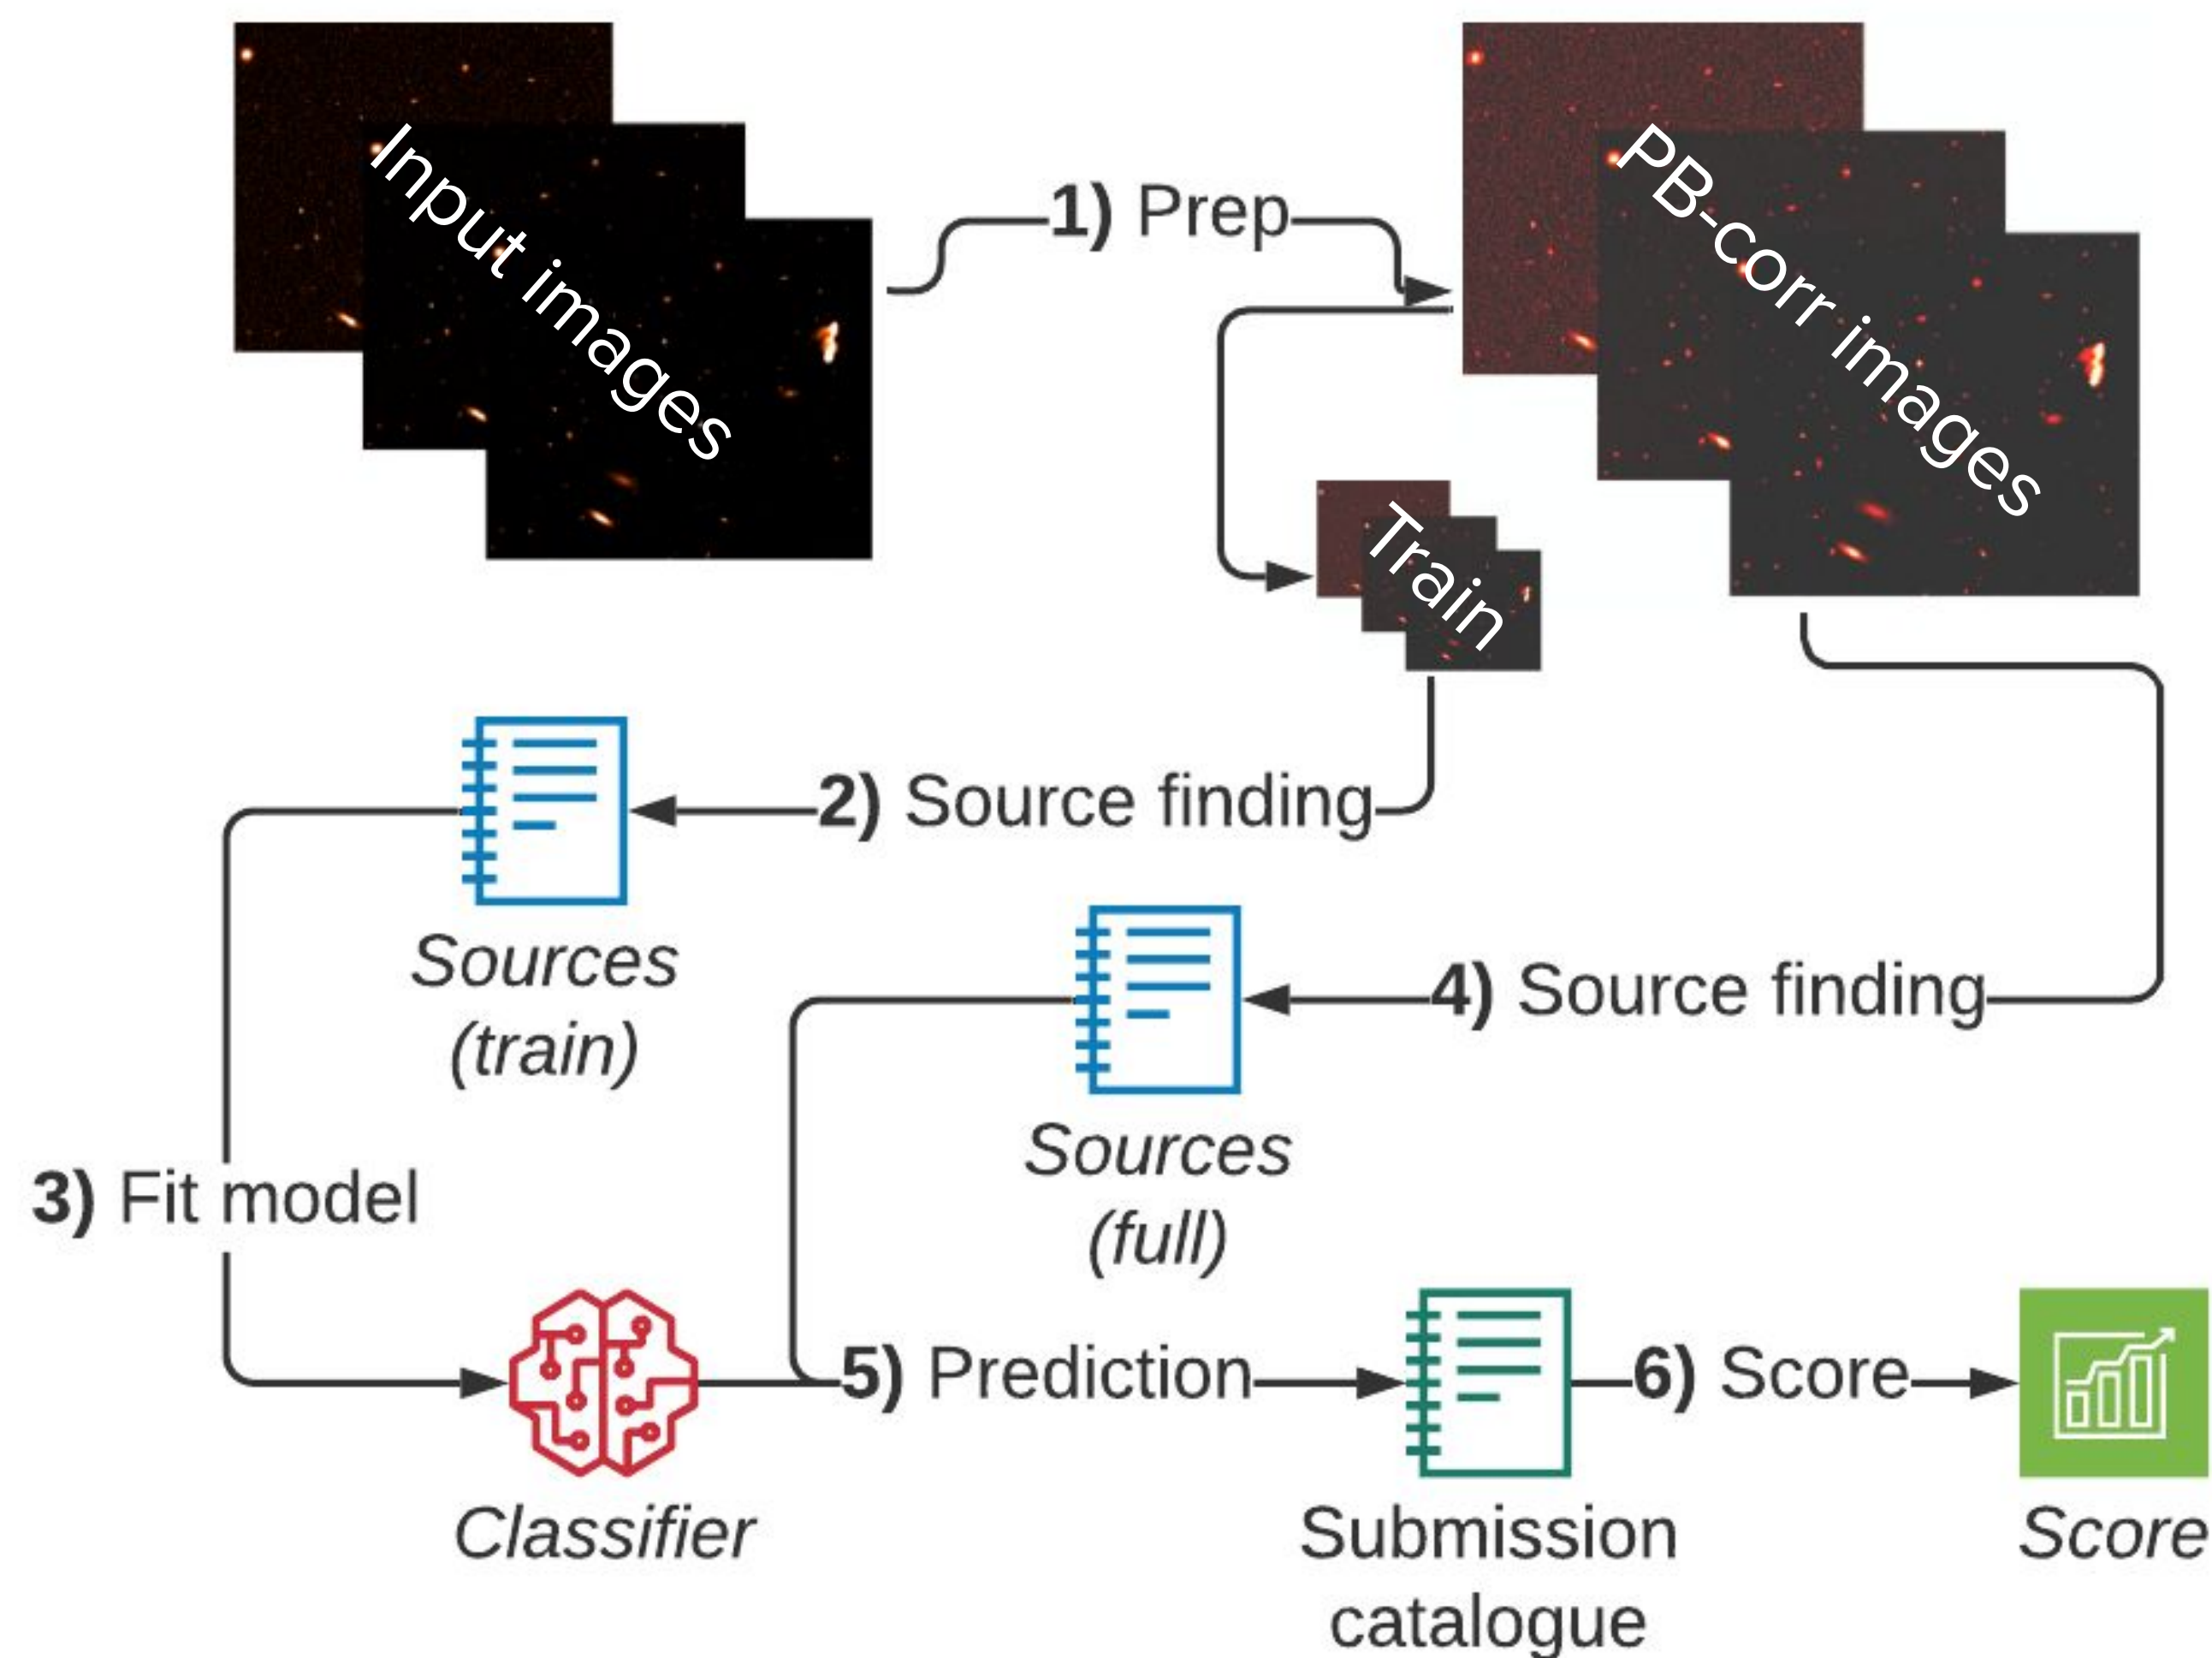 Input images
1) Prep
PB-corr images
Train
2) Source finding
Sources
(train)
4) Source finding
Sources
(full)
3) Fit model
5) Prediction
6) Score
Classifier
Submission
catalogue
Score